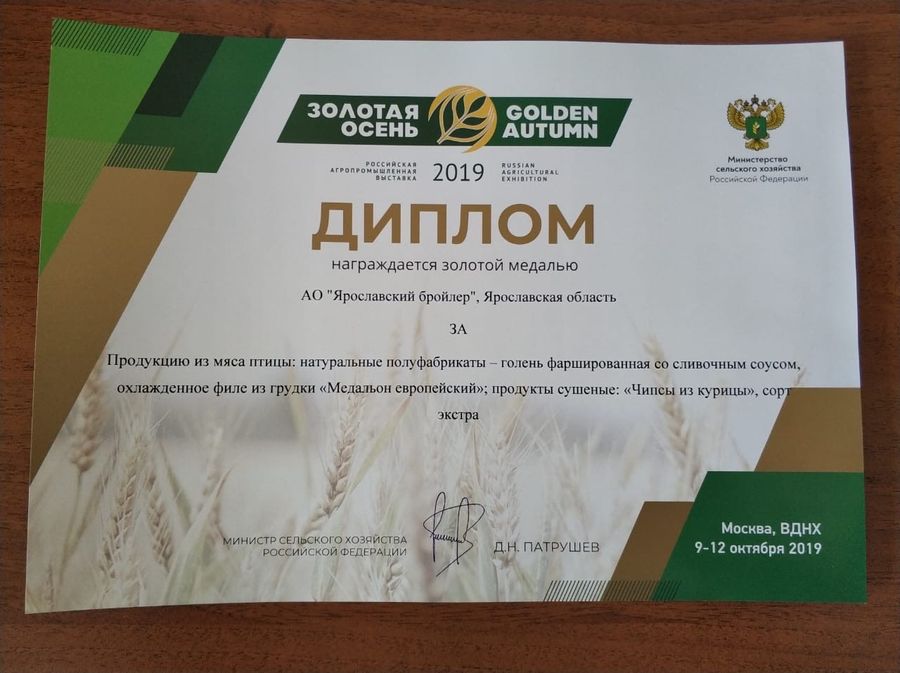 ЗОЛОТАЯ ОСЕНЬ
GOLDEN AUTUMN
РОССИЙСКАЯ АГРОПРОМЫШЛЕННАЯ ВЫСТАВКА
2019
RUSSIAN AGRICULTURAL EXHIBITION
Министерство
сельского хозяйства
Российской Федерации
ДИПЛОМ
награждается золотой медалью
АО "Ярославский бройлер", Ярославская область
ЗА
Продукцию из мяса птицы: натуральные полуфабрикаты – голень фаршированная со сливочным соусом,
охлажденное филе из грудки «Медальон европейский»; продукты сушеные: «Чипсы из курицы», сорт
экстра
МИНИСТР СЕЛЬСКОГО ХОЗЯЙСТВА
РОССИЙСКОЙ ФЕДЕРАЦИИ
Д.Н. ПАТРУШЕВ
Москва, ВДНХ
9-12 октября 2019